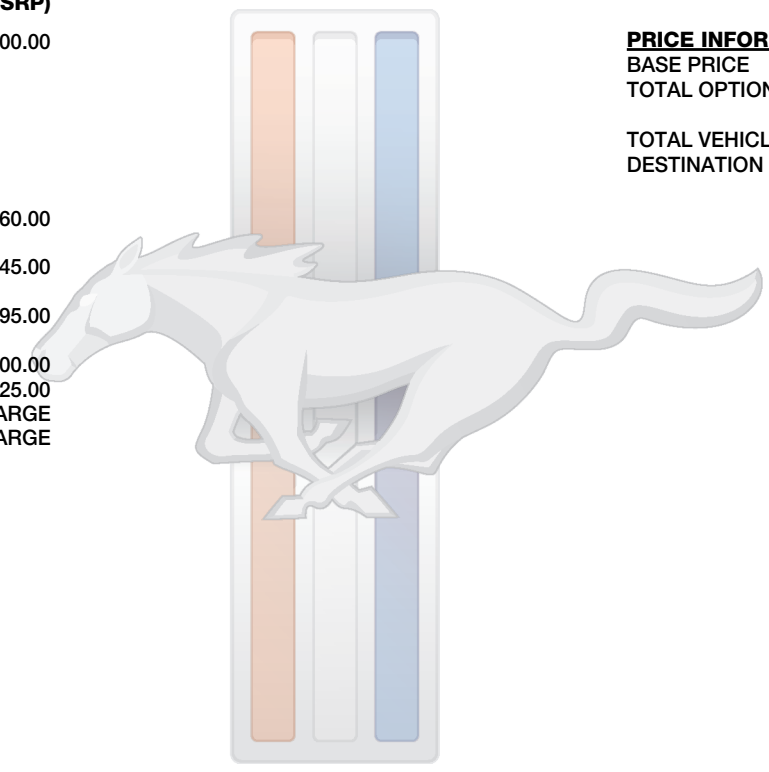 SRP)
00.00
60.00
45.00
95.00
00.00
25.00
ARGE
ARGE
PRICE INFOR
BASE PRICE
TOTAL OPTION
TOTAL VEHICL
DESTINATION